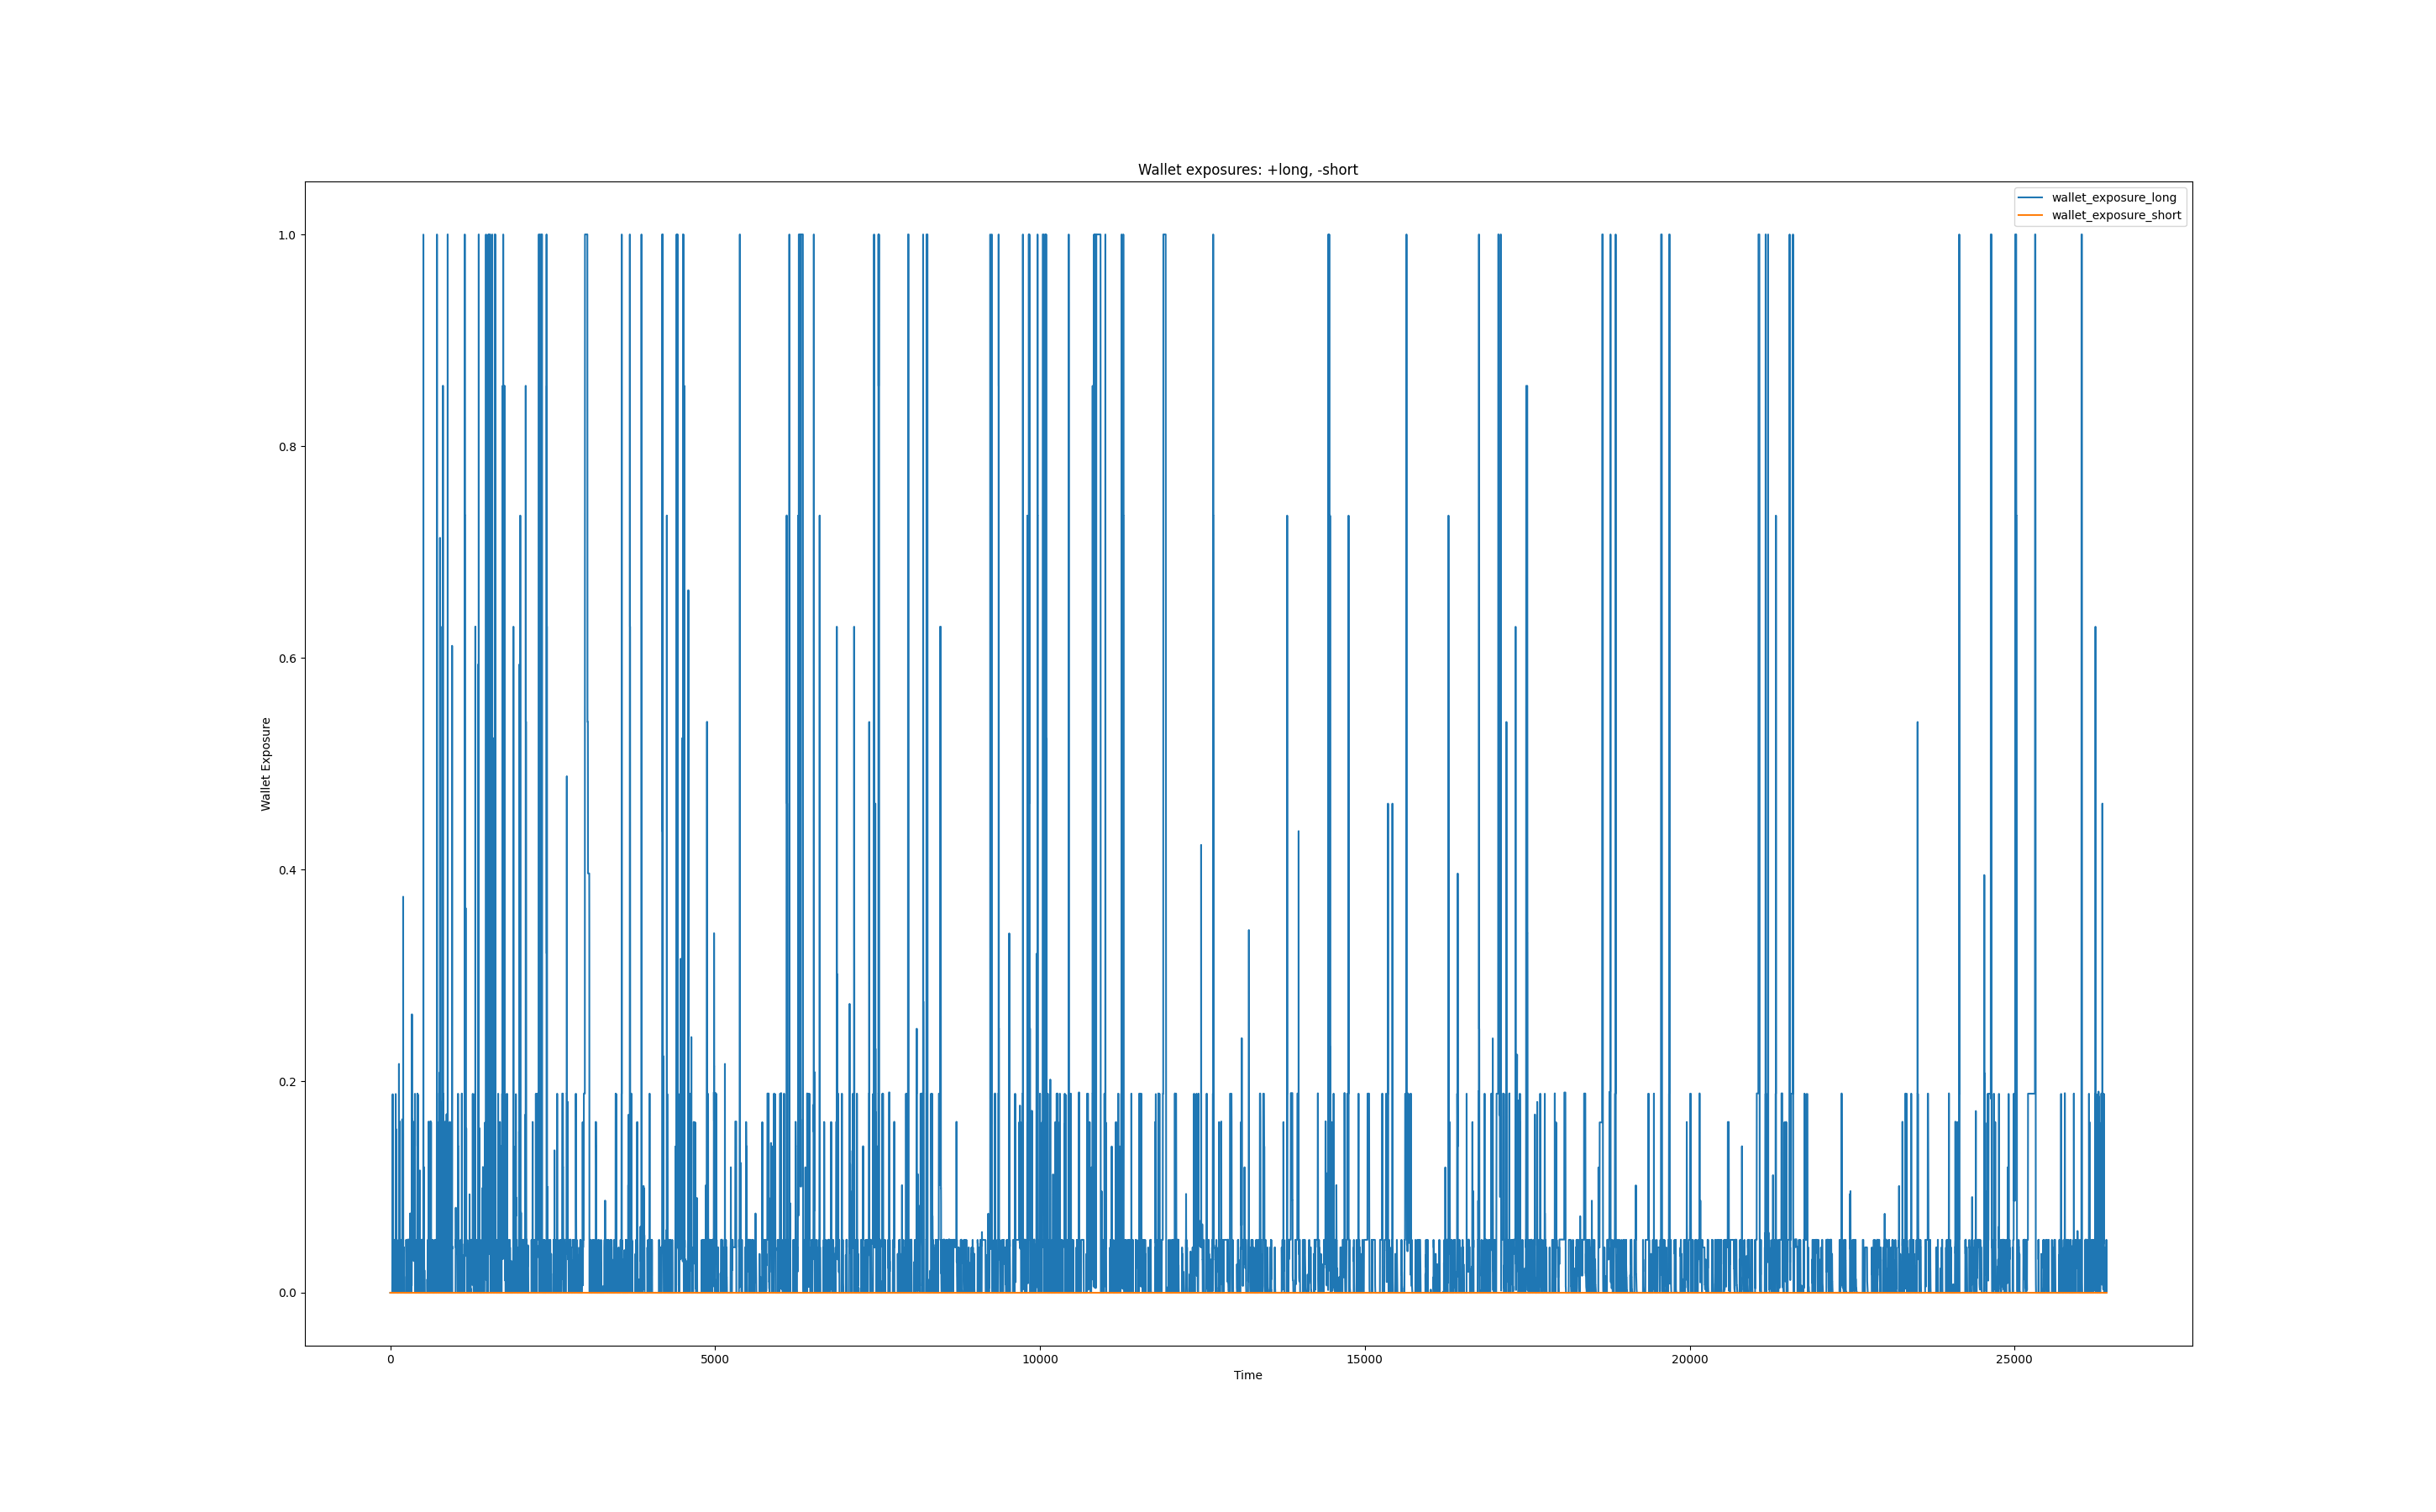 Wallet exposures: +long, -short
wallet_exposure_long
wallet_exposure_short
1.0
0.8
0.6
0.4
0.2
0.0
Wallet Exposure
0 5000 10000 15000 20000 25000
Time